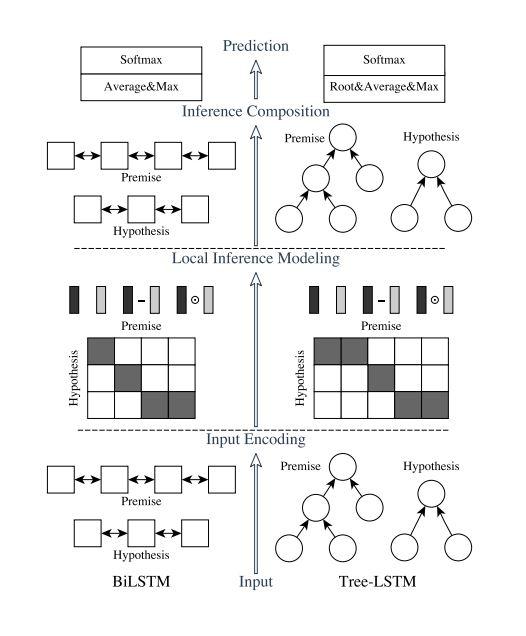 Prediction
Softmax
Average&Max
Softmax
Root&Average&Max
Inference Composition
Premise
Hypothesis
Premise
Hypothesis
Local Inference Modeling
Premise
Hypothesis
Premise
Hypothesis
Input Encoding
Premise
Hypothesis
Premise
Hypothesis
BiLSTM
Input
Tree-LSTM